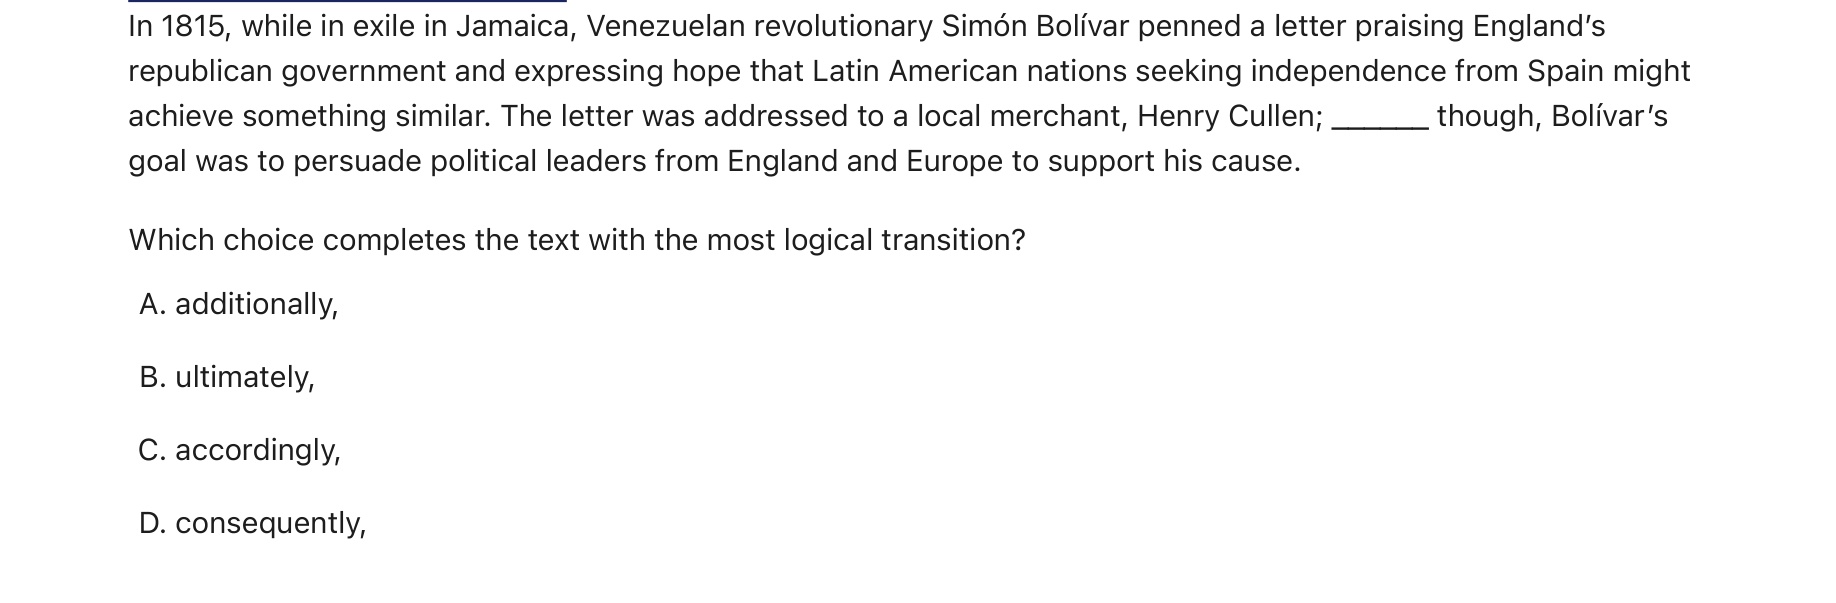 In 1815, while in exile in Jamaica, Venezuelan revolutionary Simón Bolívar penned a letter praising England’s
republican government and expressing hope that Latin American nations seeking independence from Spain might
achieve something similar. The letter was addressed to a local merchant, Henry Cullen; ______ though, Bolívar’s
goal was to persuade political leaders from England and Europe to support his cause.
Which choice completes the text with the most logical transition?
A. additionally,
B. ultimately,
C. accordingly,
D. consequently,